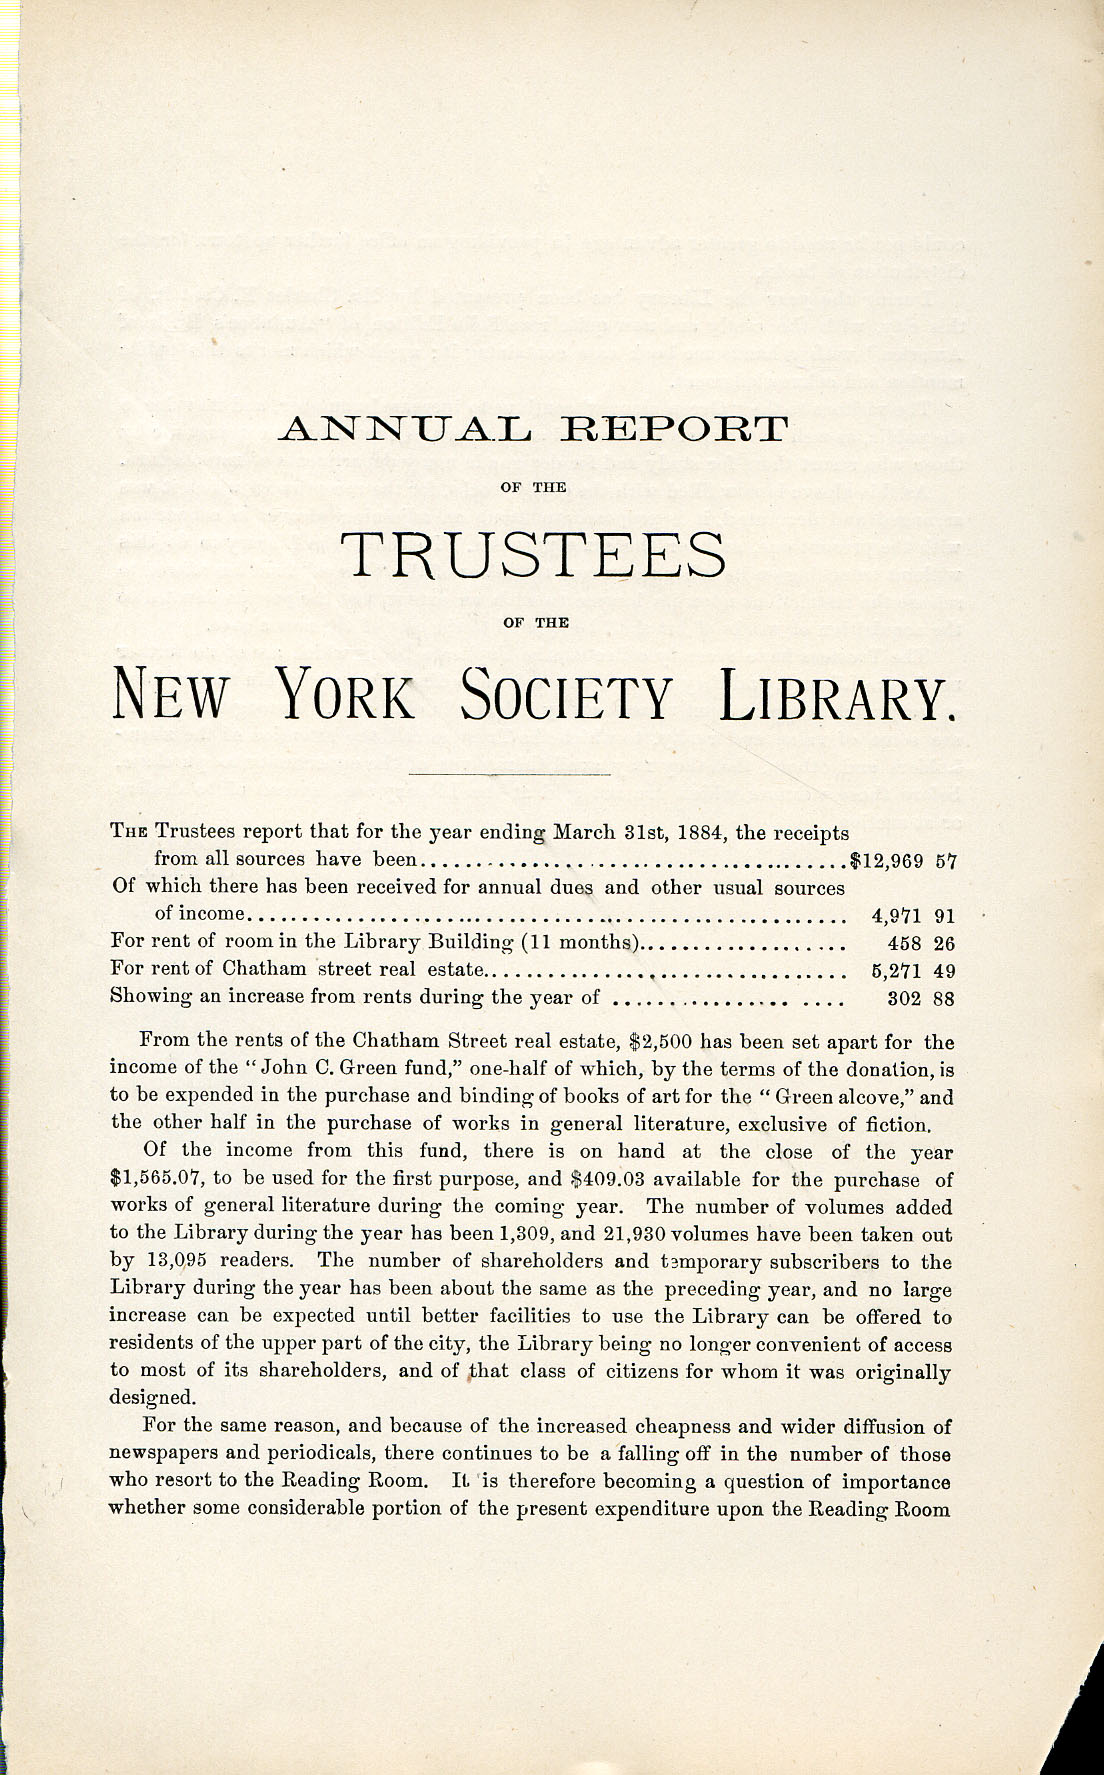 ANNUAL REPORT
OF THE
TRUSTEES
OF THE
NEW YORK SOCIETY LIBRARY.
THE Trustees report that for the year ending March 31st, 1884, the receipts
from all sources have been........................................$12,969 57
Of which there has been received for annual dues and other usual sources
of income........................................................ 4,971 91
For rent of room in the Library Building (11 months).................... 458 26
For rent of Chatham street real estate.................................. 5,271 49
Showing an increase from rents during the year of ...................... 302 88
From the rents of the Chatham Street real estate, $2,500 has been set apart for the
income of the “John C. Green fund,” one-half of which, by the terms of the donation, is
to be expended in the purchase and binding of books of art for the “Green alcove,” and
the other half in the purchase of works in general literature, exclusive of fiction.
Of the income from this fund, there is on hand at the close of the year
$1,565.07, to be used for the first purpose, and $409.03 available for the purchase of
works of general literature during the coming year. The number of volumes added
to the Library during the year has been 1,309, and 21,930 volumes have been taken out
by 13,095 readers. The number of shareholders and temporary subscribers to the
Library during the year has been about the same as the preceding year, and no large
increase can be expected until better facilities to use the Library can be offered to
residents of the upper part of the city, the Library being no longer convenient of access
to most of its shareholders, and of that class of citizens for whom it was originally
designed.
For the same reason, and because of the increased cheapness and wider diffusion of
newspapers and periodicals, there continues to be a falling off in the number of those
who resort to the Reading Room. It is therefore becoming a question of importance
whether some considerable portion of the present expenditure upon the Reading Room